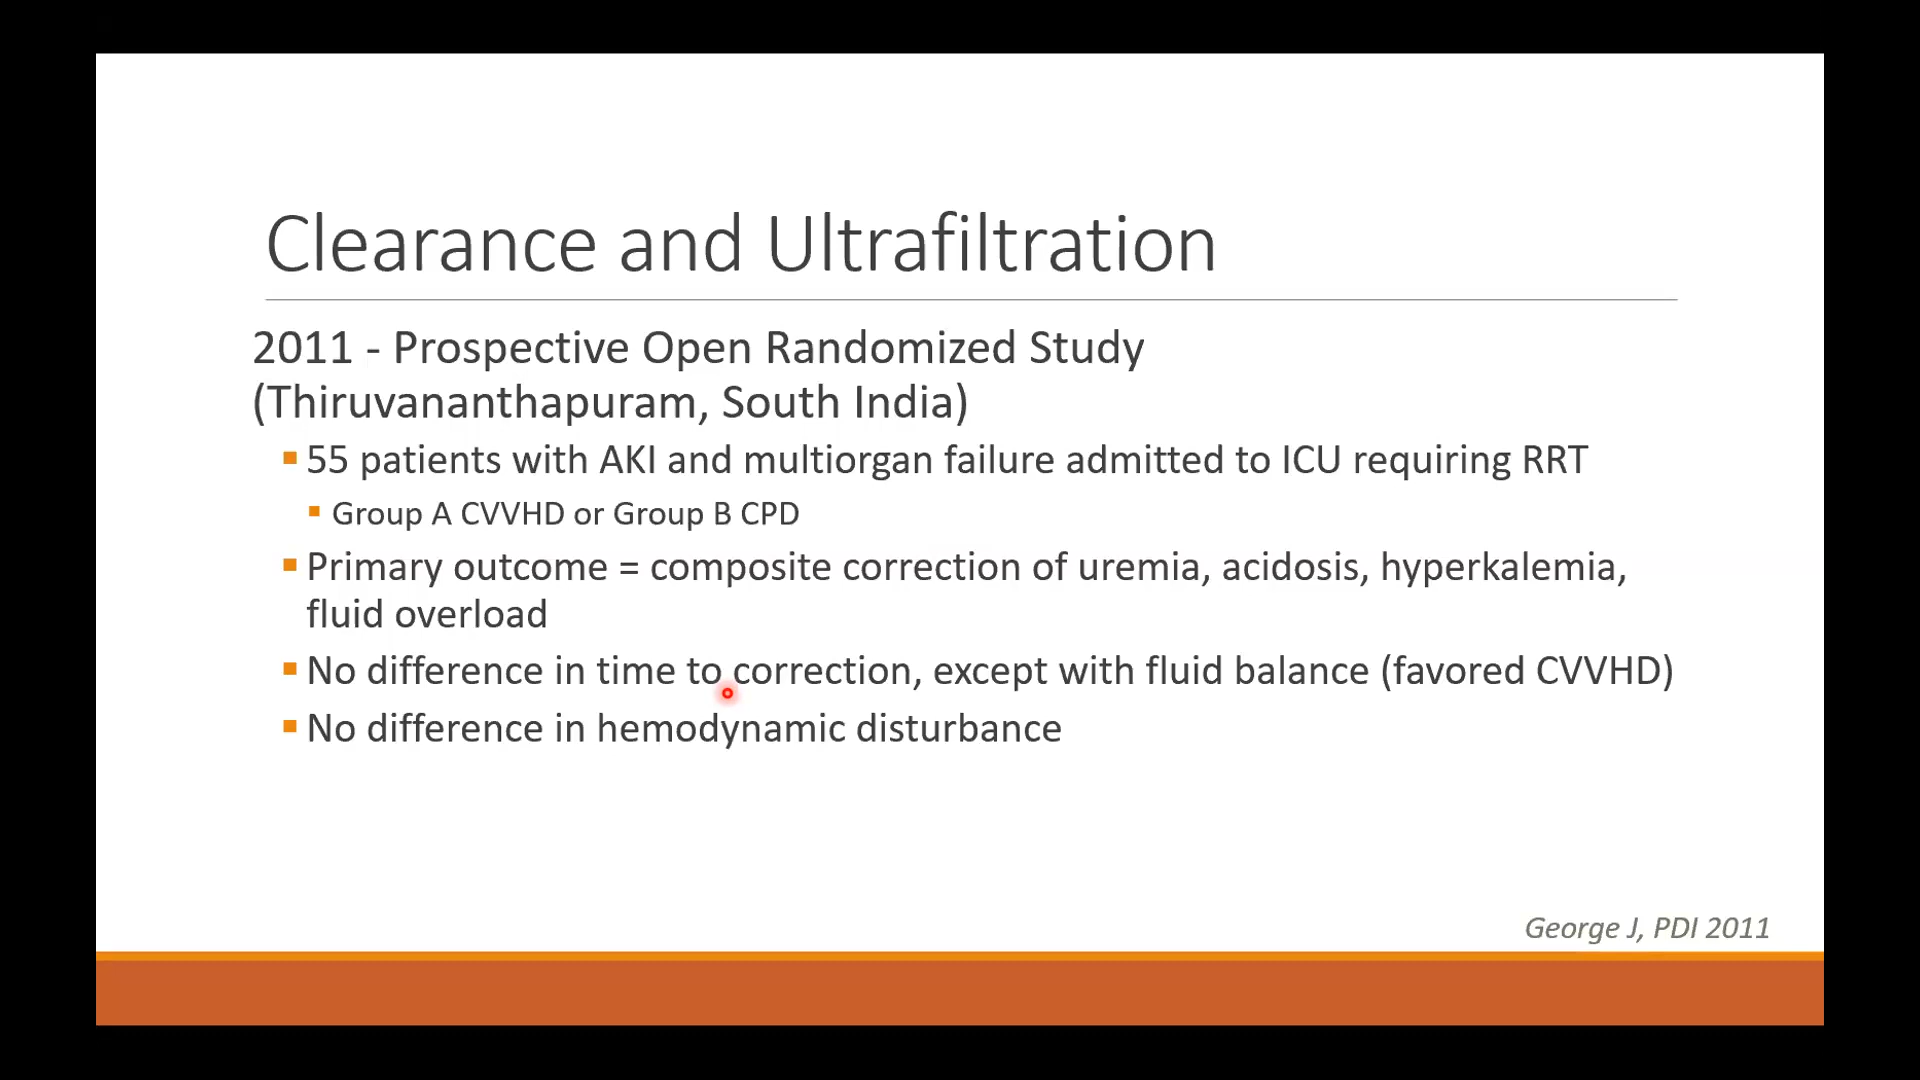 Clearance and Ultrafiltration
2011 - Prospective Open Randomized Study
(Thiruvananthapuram, South India)
55 patients with AKI and multiorgan failure admitted to ICU requiring RRT
Group A CVVHD or Group B CPD
Primary outcome = composite correction of uremia, acidosis, hyperkalemia,
fluid overload
No difference in time to correction, except with fluid balance (favored CVVHD)
No difference in hemodynamic disturbance
George J, PDI 2011